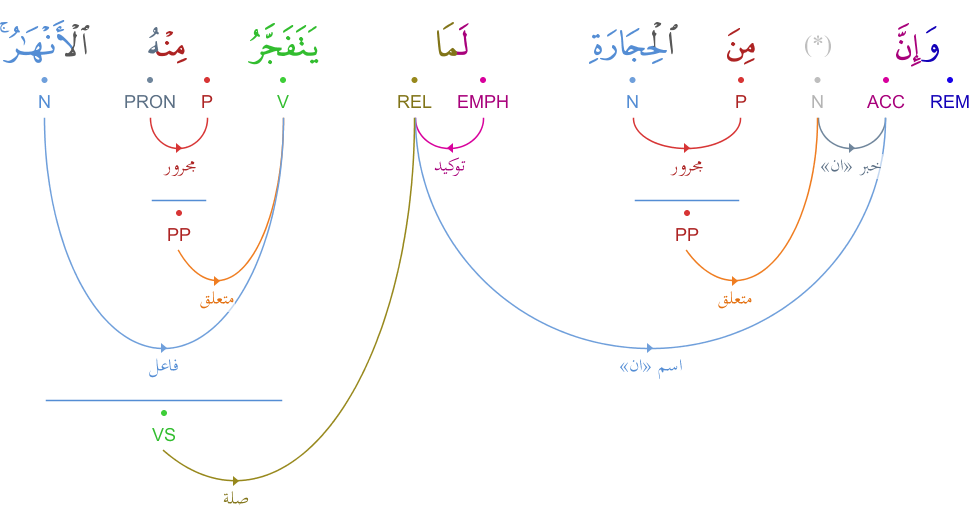 وَإِنَّ (*) مِنَ ٱلْحِجَارَةِ لَمَا يَتَفَجَّرُ مِنْهُ ٱلْأَنْهَـٰرُ ۚ
REM ACC N P N EMPH REL V P PRON N
خبر «ان» مجرور توكيد مجرور
PP PP
متعلق متعلق
اسم «ان» فاعل
VS
صلة